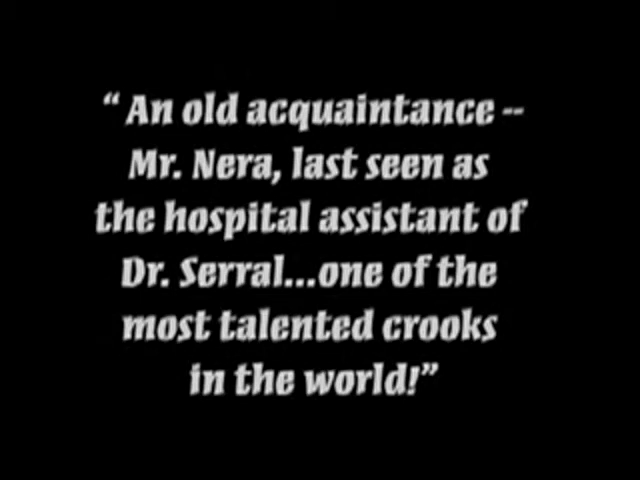 “ An old acquaintance --
Mr. Nera, last seen as
the hospital assistant of
Dr. Serral...one of the
most talented crooks
in the world!”